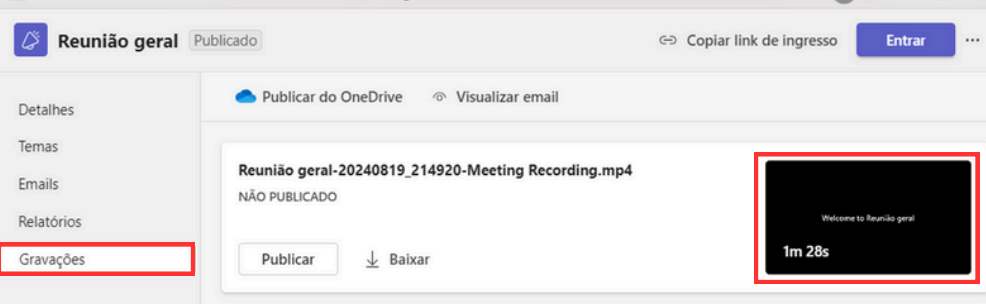 Reunião geral Publicado
Copiar link de ingresso
Entrar
Detalhes
Temas
Emails
Relatórios
Gravações
Publicar do OneDrive
Visualizar email
Reunião geral-20240819_214920-Meeting Recording.mp4
NÃO PUBLICADO
Publicar
Baixar
Welcome to Reunião geral
1m 28s